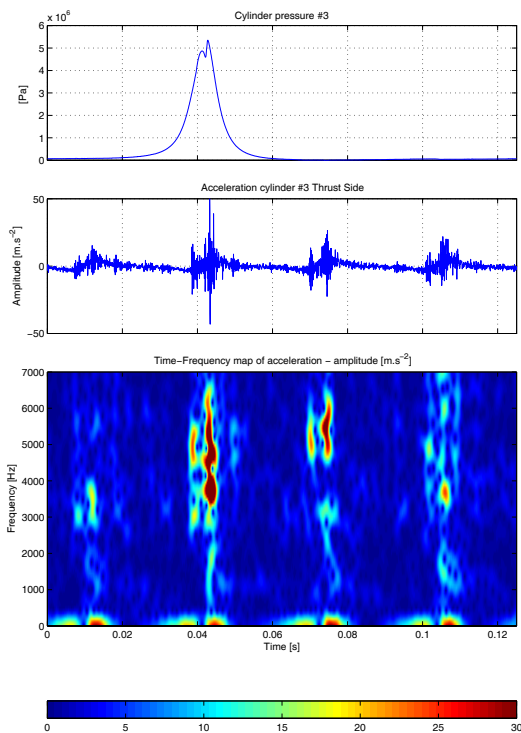 Cylinder pressure #3
x 10⁶
6
5
4
3
2
1
0
[Pa]
Acceleration cylinder #3 Thrust Side
50
0
−50
Amplitude [m.s⁻²]
Time−Frequency map of acceleration − amplitude [m.s⁻²]
7000
6000
5000
4000
3000
2000
1000
0
Frequency [Hz]
0 0.02 0.04 0.06 0.08 0.1 0.12
Time [s]
0 5 10 15 20 25 30